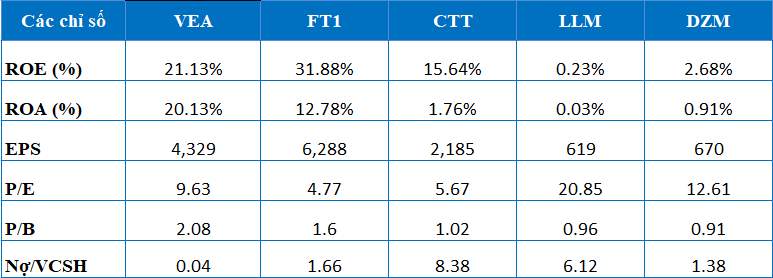 Các chỉ số VEA FT1 CTT LLM DZM
ROE (%) 21.13% 31.88% 15.64% 0.23% 2.68%
ROA (%) 20.13% 12.78% 1.76% 0.03% 0.91%
EPS 4,329 6,288 2,185 619 670
P/E 9.63 4.77 5.67 20.85 12.61
P/B 2.08 1.6 1.02 0.96 0.91
Nợ/VCSH 0.04 1.66 8.38 6.12 1.38